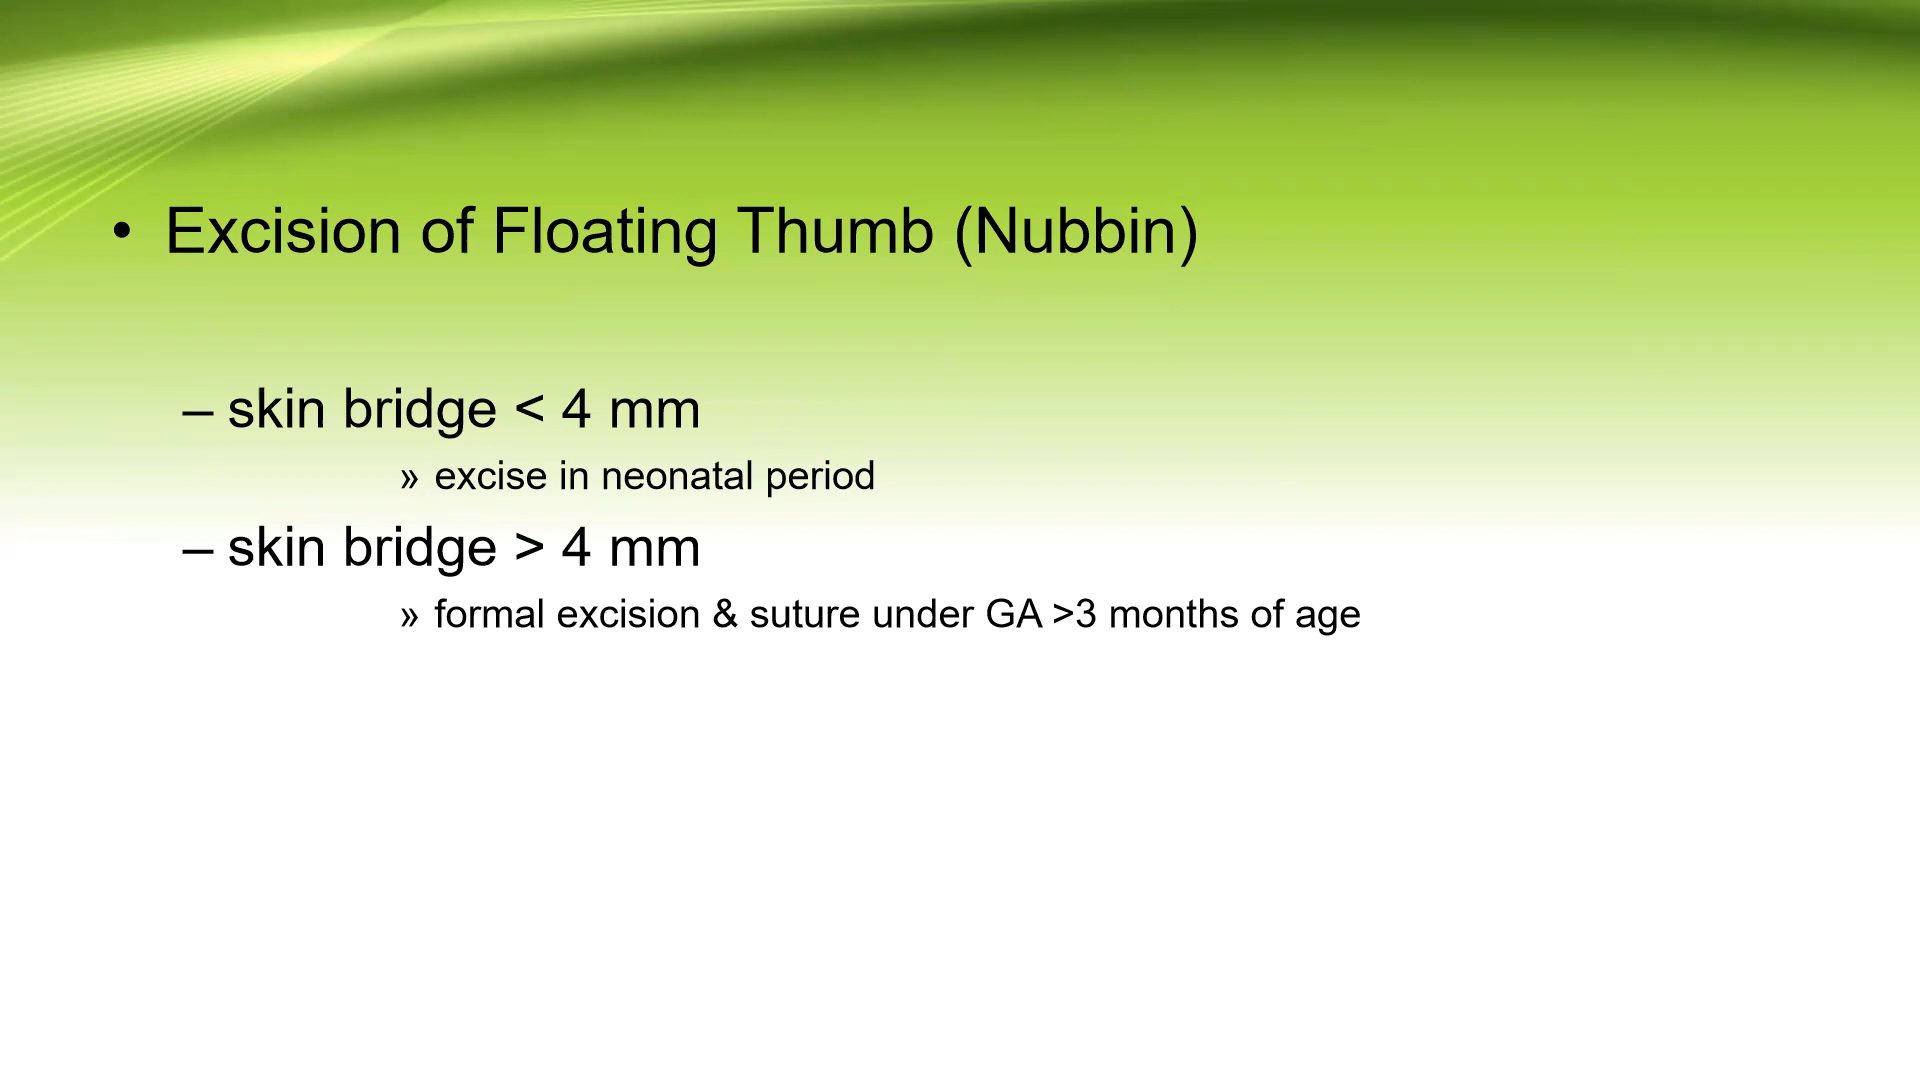 • Excision of Floating Thumb (Nubbin)
– skin bridge < 4 mm
» excise in neonatal period
– skin bridge > 4 mm
» formal excision & suture under GA >3 months of age